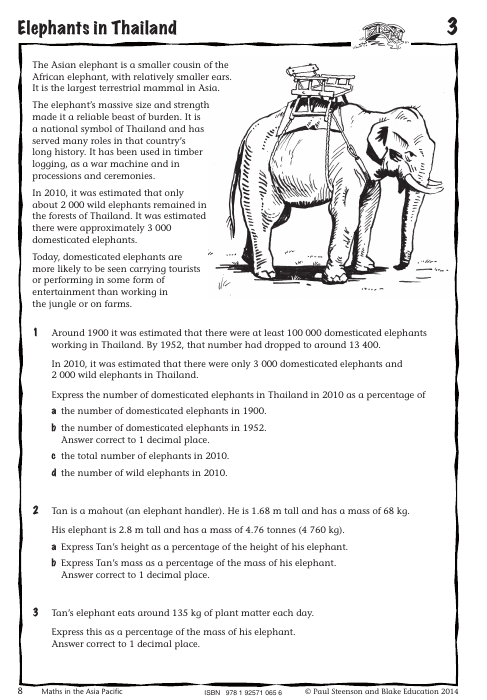 Elephants in Thailand
3
The Asian elephant is a smaller cousin of the
African elephant, with relatively smaller ears.
It is the largest terrestrial mammal in Asia.
The elephant's massive size and strength
made it a reliable beast of burden. It is
a national symbol of Thailand and has
served many roles in that country's
long history. It has been used in timber
logging, as a war machine and in
processions and ceremonies.
In 2010, it was estimated that only
about 2 000 wild elephants remained in
the forests of Thailand. It was estimated
there were approximately 3 000
domesticated elephants.
Today, domesticated elephants are
more likely to be seen carrying tourists
or performing in some form of
entertainment than working in
the jungle or on farms.
1 Around 1900 it was estimated that there were at least 100 000 domesticated elephants
working in Thailand. By 1952, that number had dropped to around 13 400.
In 2010, it was estimated that there were only 3 000 domesticated elephants and
2 000 wild elephants in Thailand.
Express the number of domesticated elephants in Thailand in 2010 as a percentage of
a the number of domesticated elephants in 1900.
b the number of domesticated elephants in 1952.
Answer correct to 1 decimal place.
c the total number of elephants in 2010.
d the number of wild elephants in 2010.
2 Tan is a mahout (an elephant handler). He is 1.68 m tall and has a mass of 68 kg.
His elephant is 2.8 m tall and has a mass of 4.76 tonnes (4 760 kg).
a Express Tan's height as a percentage of the height of his elephant.
b Express Tan's mass as a percentage of the mass of his elephant.
Answer correct to 1 decimal place.
3 Tan's elephant eats around 135 kg of plant matter each day.
Express this as a percentage of the mass of his elephant.
Answer correct to 1 decimal place.
8 Maths in the Asia Pacific ISBN 978 1 92571 065 6 © Paul Steenson and Blake Education 2014